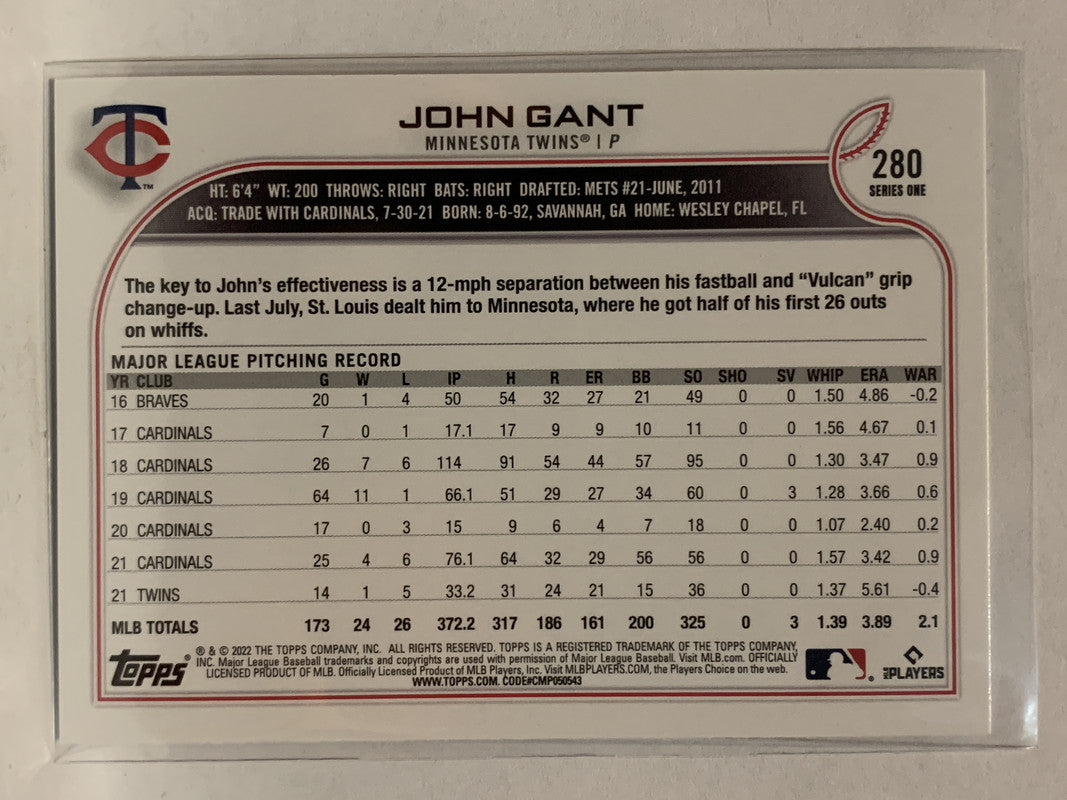 TC™
JOHN GANT
MINNESOTA TWINS® | P
280
SERIES ONE
HT: 6'4" WT: 200 THROWS: RIGHT BATS: RIGHT DRAFTED: METS #21-JUNE, 2011
ACQ: TRADE WITH CARDINALS, 7-30-21 BORN: 8-6-92, SAVANNAH, GA HOME: WESLEY CHAPEL, FL
The key to John's effectiveness is a 12-mph separation between his fastball and “Vulcan” grip
change-up. Last July, St. Louis dealt him to Minnesota, where he got half of his first 26 outs
on whiffs.
MAJOR LEAGUE PITCHING RECORD
YR CLUB G W L IP H R ER BB SO SHO SV WHIP ERA WAR
16 BRAVES 20 1 4 50 54 32 27 21 49 0 0 1.50 4.86 -0.2
17 CARDINALS 7 0 1 17.1 17 9 9 10 11 0 0 1.56 4.67 0.1
18 CARDINALS 26 7 6 114 91 54 44 57 95 0 0 1.30 3.47 0.9
19 CARDINALS 64 11 1 66.1 51 29 27 34 60 0 3 1.28 3.66 0.6
20 CARDINALS 17 0 3 15 9 6 4 7 18 0 0 1.07 2.40 0.2
21 CARDINALS 25 4 6 76.1 64 32 29 56 56 0 0 1.57 3.42 0.9
21 TWINS 14 1 5 33.2 31 24 21 15 36 0 0 1.37 5.61 -0.4
MLB TOTALS 173 24 26 372.2 317 186 161 200 325 0 3 1.39 3.89 2.1
Topps®
® & © 2022 THE TOPPS COMPANY, INC. ALL RIGHTS RESERVED. TOPPS IS A REGISTERED TRADEMARK OF THE TOPPS COMPANY,
INC. Major League Baseball trademarks and copyrights are used with permission of Major League Baseball. Visit MLB.com. OFFICIALLY
LICENSED PRODUCT OF MLB. Officially Licensed Product of MLB Players, Inc. Visit MLBPLAYERS.COM, the Players Choice on the web.
WWW.TOPPS.COM. CODE#CMP050543
MLB PLAYERS